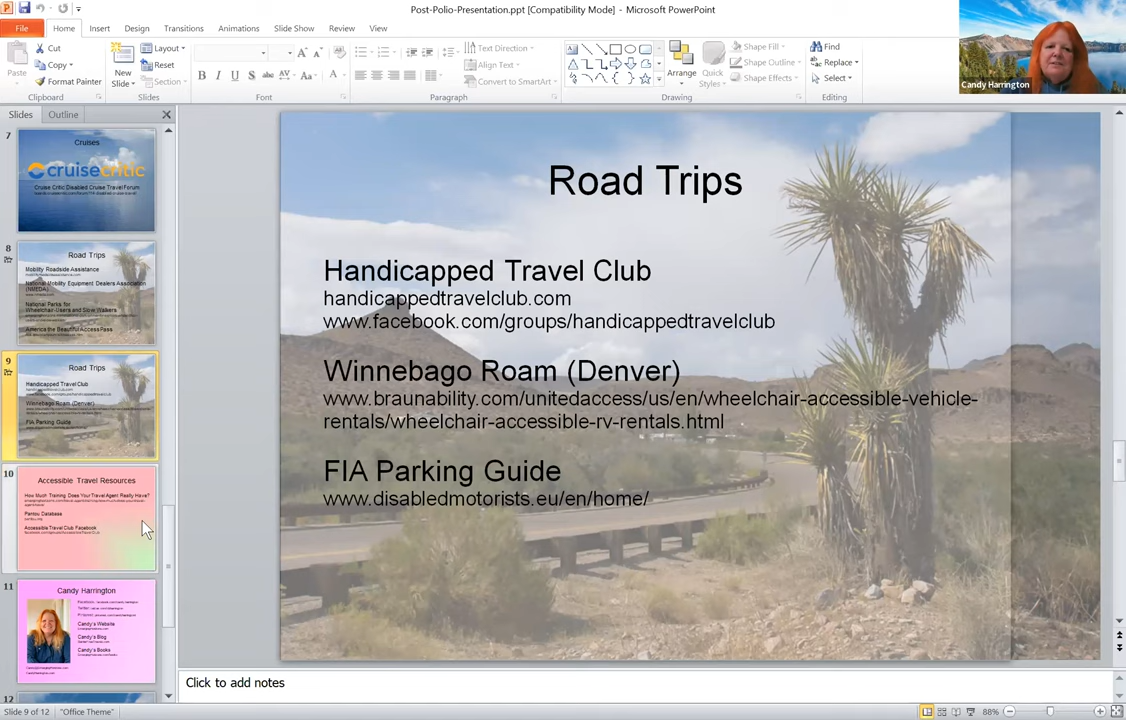 Post-Polio-Presentation.ppt [Compatibility Mode] - Microsoft PowerPoint
File Home Insert Design Transitions Animations Slide Show Review View
Paste
Cut
Copy
Format Painter
Clipboard
New Slide
Layout
Reset
Section
Slides
Font
Text Direction
Align Text
Convert to SmartArt
Paragraph
Arrange
Quick Styles
Shape Fill
Shape Outline
Shape Effects
Drawing
Find
Replace
Select
Editing
Candy Harrington
Slides Outline
7
Cruises
cruisecritic
Cruise Critic Disabled Cruise Travel Forum
8
Road Trips
Mobility Roadside Assistance
National Mobility Equipment Dealers Association
(NMEDA)
National Parks for
Wheelchair-Users and Slow Walkers
America the Beautiful Access Pass
9
Road Trips
Handicapped Travel Club
Winnebago Roam (Denver)
FIA Parking Guide
10
Accessible Travel Resources
How Much Training Does Your Travel Agent Really Have?
Pantou Database
Accessible Travel Club Facebook
11
Candy Harrington
Candy's Website
Candy's Blog
Candy's Books
12
Road Trips
Handicapped Travel Club
handicappedtravelclub.com
www.facebook.com/groups/handicappedtravelclub
Winnebago Roam (Denver)
www.braunability.com/unitedaccess/us/en/wheelchair-accessible-vehicle-
rentals/wheelchair-accessible-rv-rentals.html
FIA Parking Guide
www.disabledmotorists.eu/en/home/
Click to add notes
Slide 9 of 12 "Office Theme" 88%